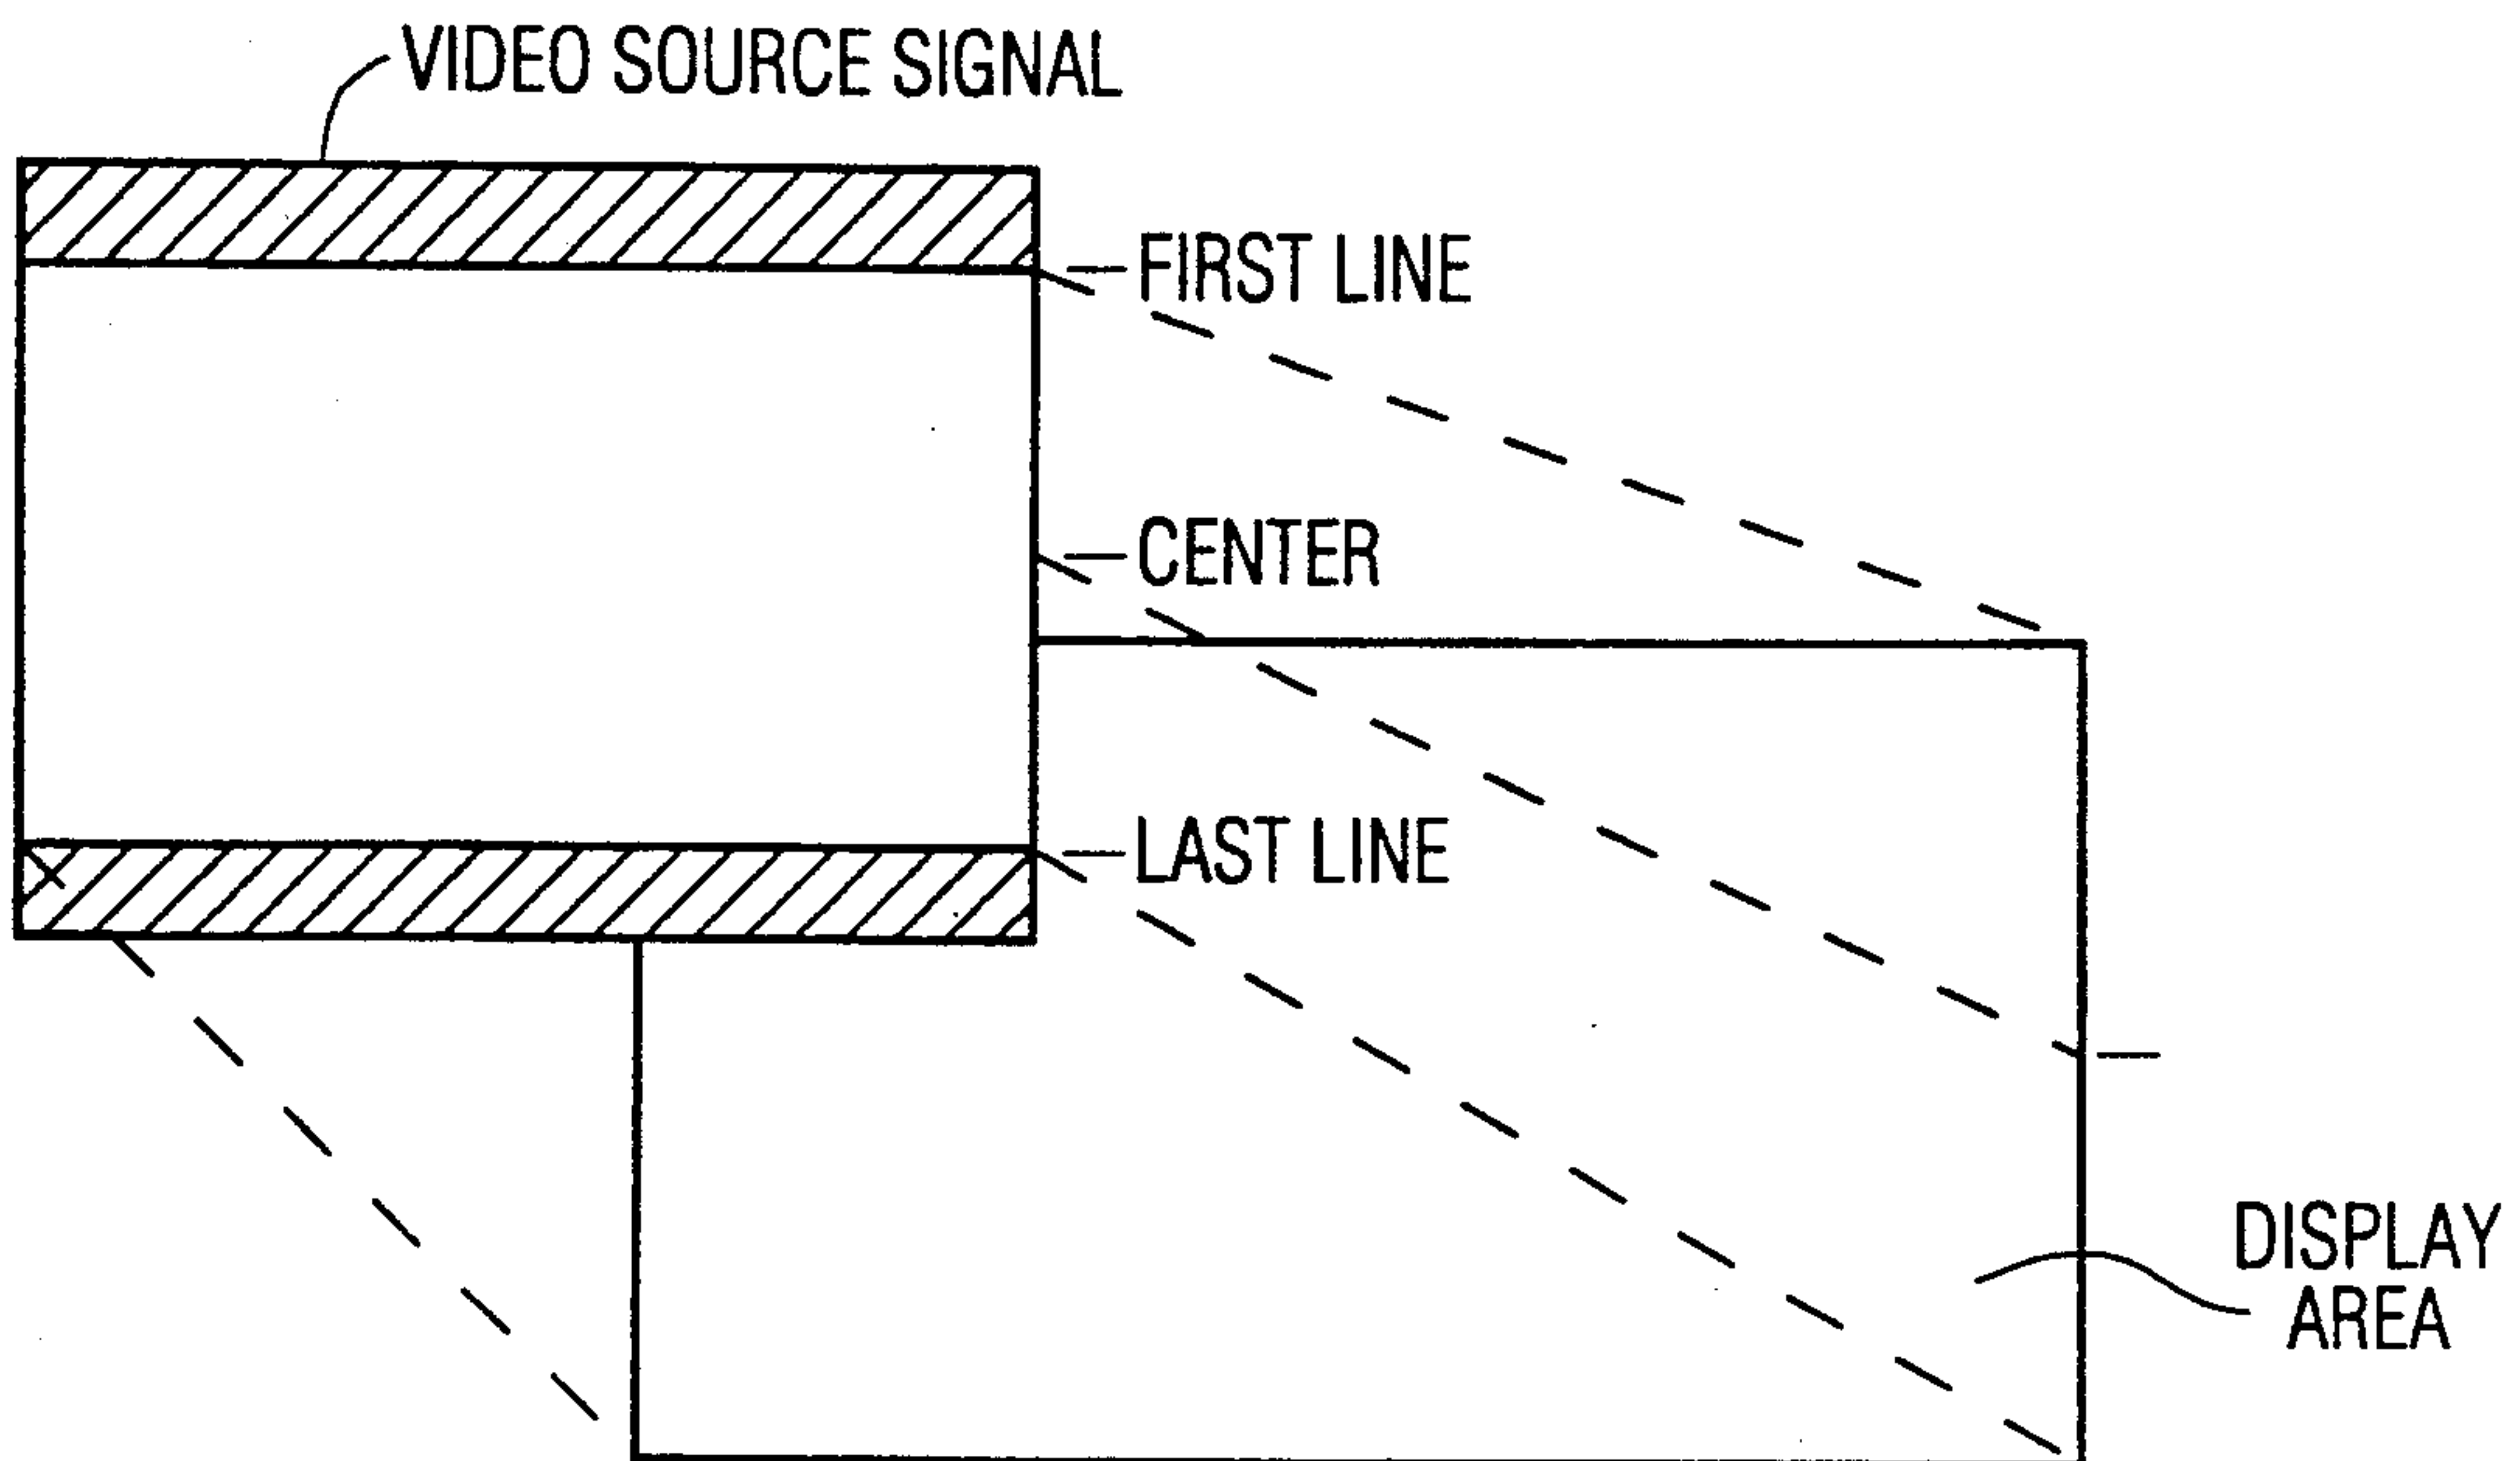 VIDEO SOURCE SIGNAL
FIRST LINE
CENTER
LAST LINE
DISPLAY
AREA